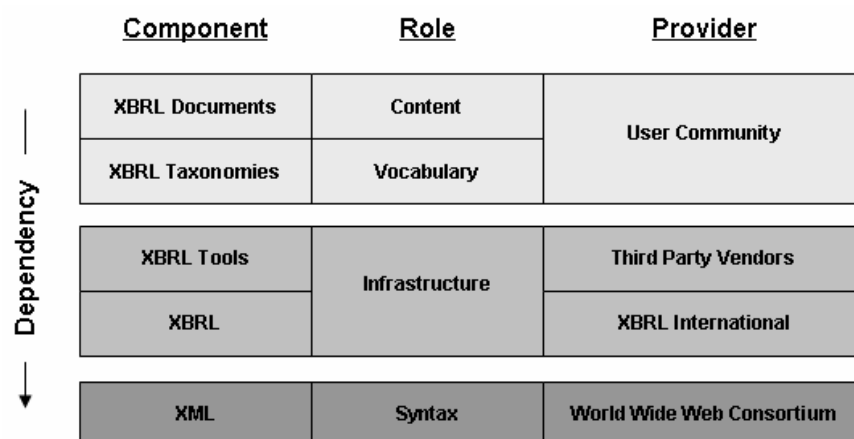 Component Role Provider
XBRL Documents Content
User Community
XBRL Taxonomies Vocabulary
XBRL Tools Third Party Vendors
Infrastructure
XBRL XBRL International
XML Syntax World Wide Web Consortium
Dependency